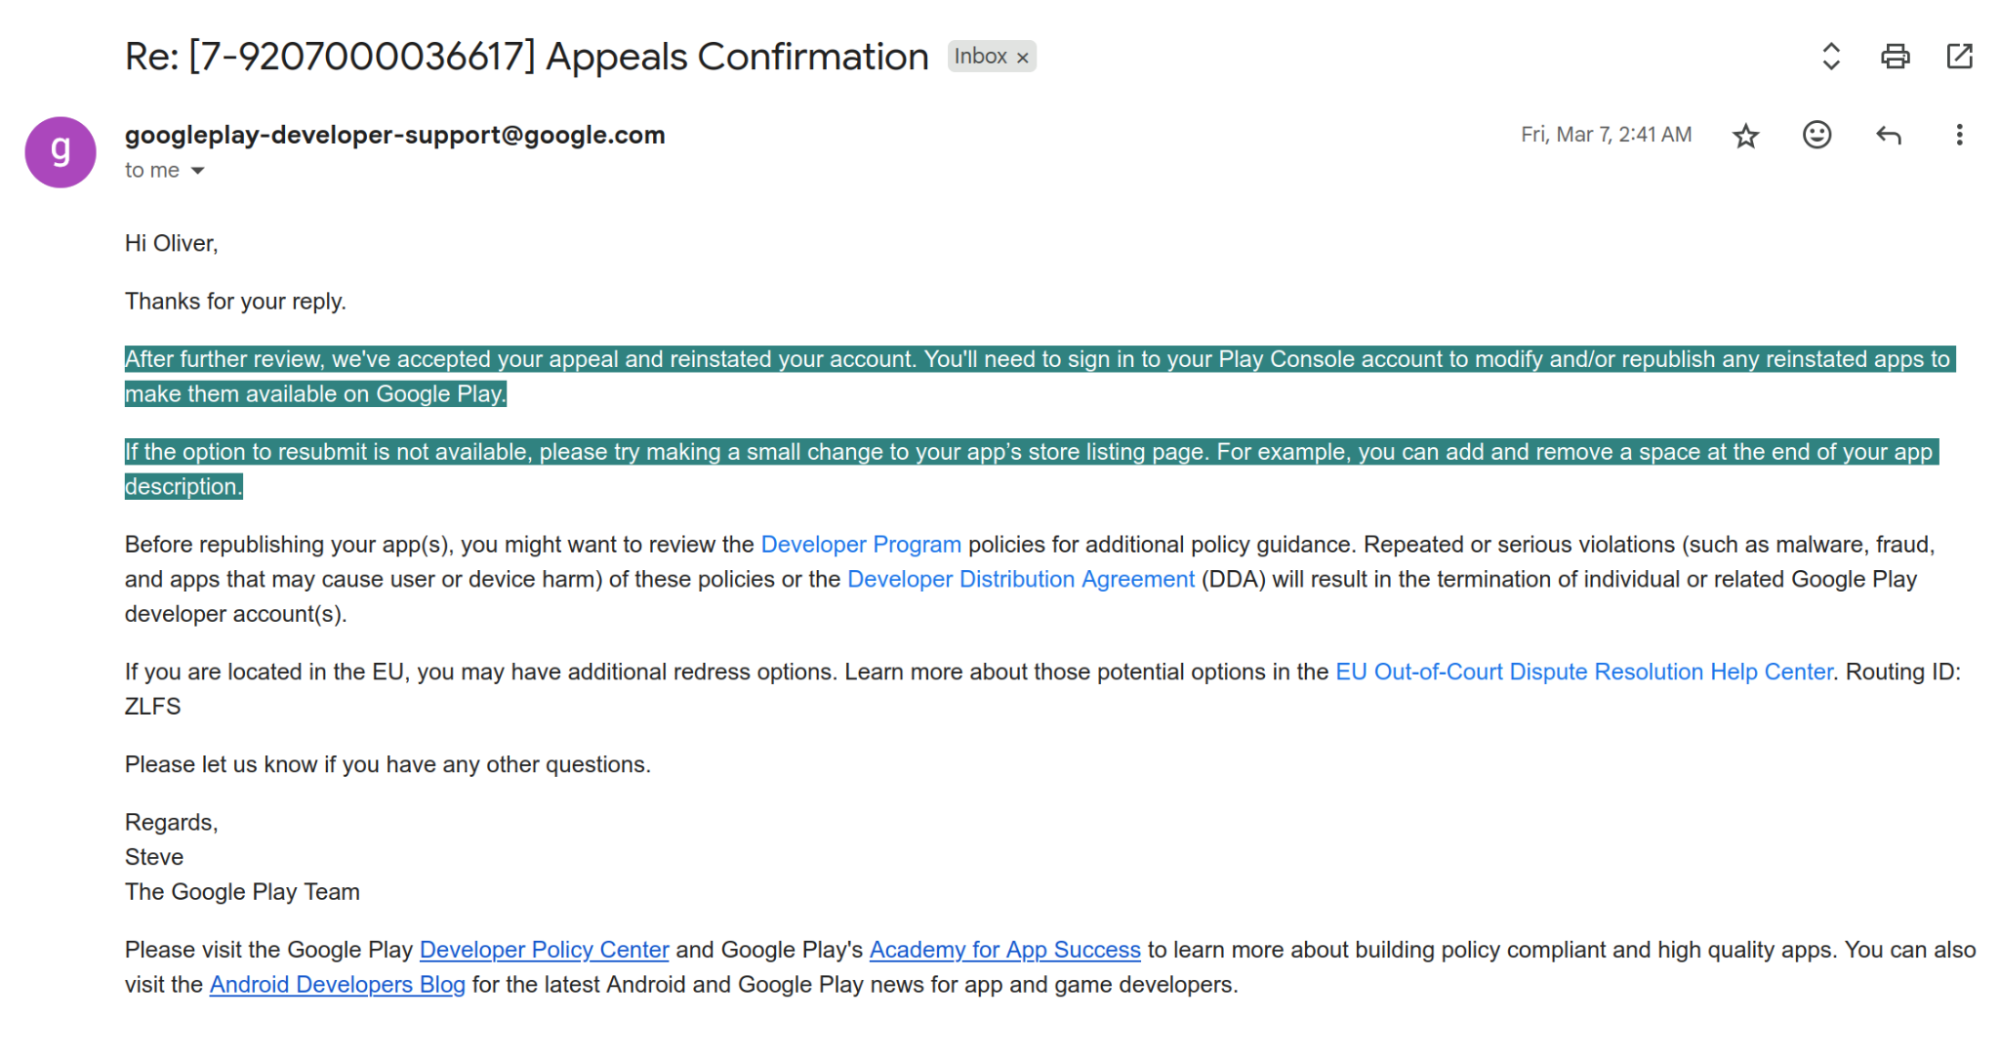 Re: [7-9207000036617] Appeals Confirmation Inbox ×
g
googleplay-developer-support@google.com
Fri, Mar 7, 2:41 AM
to me
Hi Oliver,
Thanks for your reply.
After further review, we've accepted your appeal and reinstated your account. You'll need to sign in to your Play Console account to modify and/or republish any reinstated apps to
make them available on Google Play.
If the option to resubmit is not available, please try making a small change to your app’s store listing page. For example, you can add and remove a space at the end of your app
description.
Before republishing your app(s), you might want to review the Developer Program policies for additional policy guidance. Repeated or serious violations (such as malware, fraud,
and apps that may cause user or device harm) of these policies or the Developer Distribution Agreement (DDA) will result in the termination of individual or related Google Play
developer account(s).
If you are located in the EU, you may have additional redress options. Learn more about those potential options in the EU Out-of-Court Dispute Resolution Help Center. Routing ID:
ZLFS
Please let us know if you have any other questions.
Regards,
Steve
The Google Play Team
Please visit the Google Play Developer Policy Center and Google Play's Academy for App Success to learn more about building policy compliant and high quality apps. You can also
visit the Android Developers Blog for the latest Android and Google Play news for app and game developers.